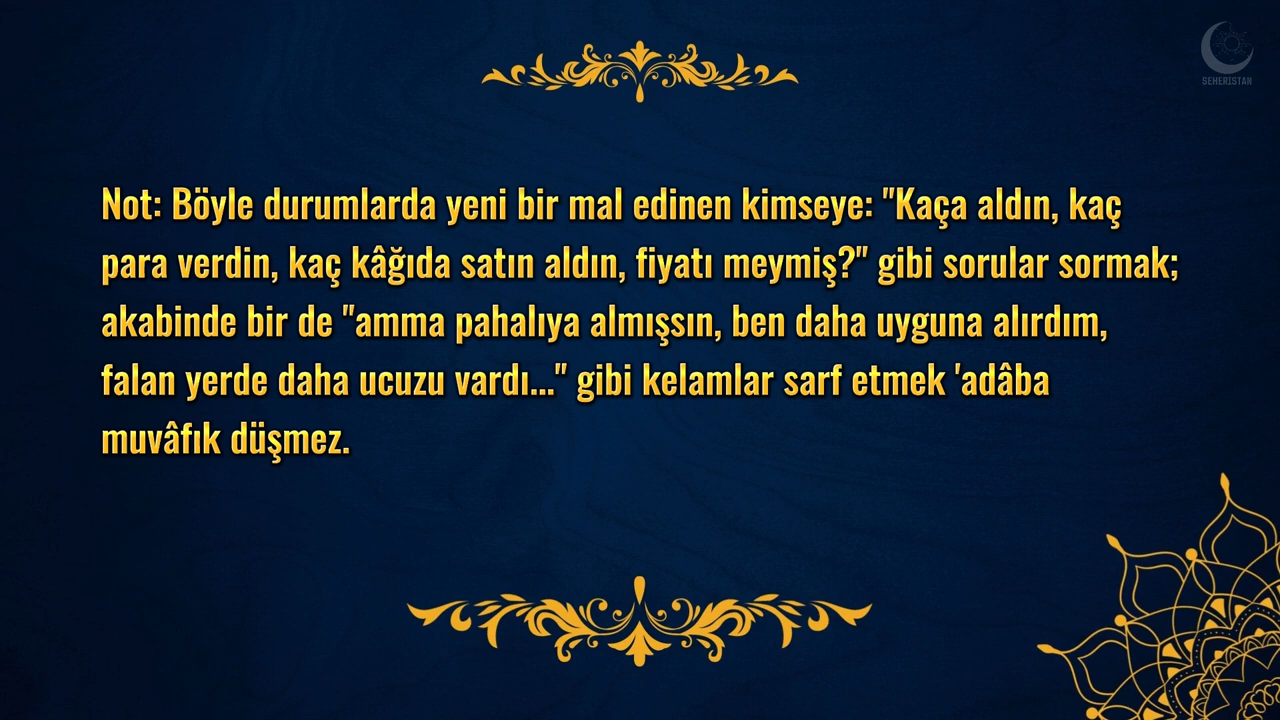 ŞEHERISTAN
Not: Böyle durumlarda yeni bir mal edinen kimseye: "Kaça aldın, kaç
para verdin, kaç kâğıda satın aldın, fiyatı meymiş?" gibi sorular sormak;
akabinde bir de "amma pahalıya almışsın, ben daha uyguna alırdım,
falan yerde daha ucuzu vardı..." gibi kelamlar sarf etmek 'adâba
muvâfık düşmez.